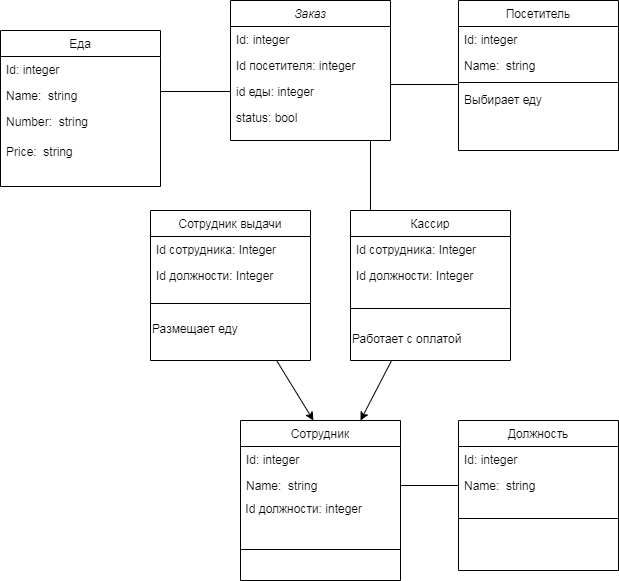 Еда
Id: integer
Name:  string
Number:  string
Price:  string
Заказ
Id: integer
Id посетителя: integer
id еды: integer
status: bool
Посетитель
Id: integer
Name:  string
Выбирает еду
Сотрудник выдачи
Id сотрудника: Integer
Id должности: Integer
Размещает еду
Кассир
Id сотрудника: Integer
Id должности: Integer
Работает с оплатой
Сотрудник
Id: integer
Name:  string
Id должности: integer
Должность
Id: integer
Name:  string